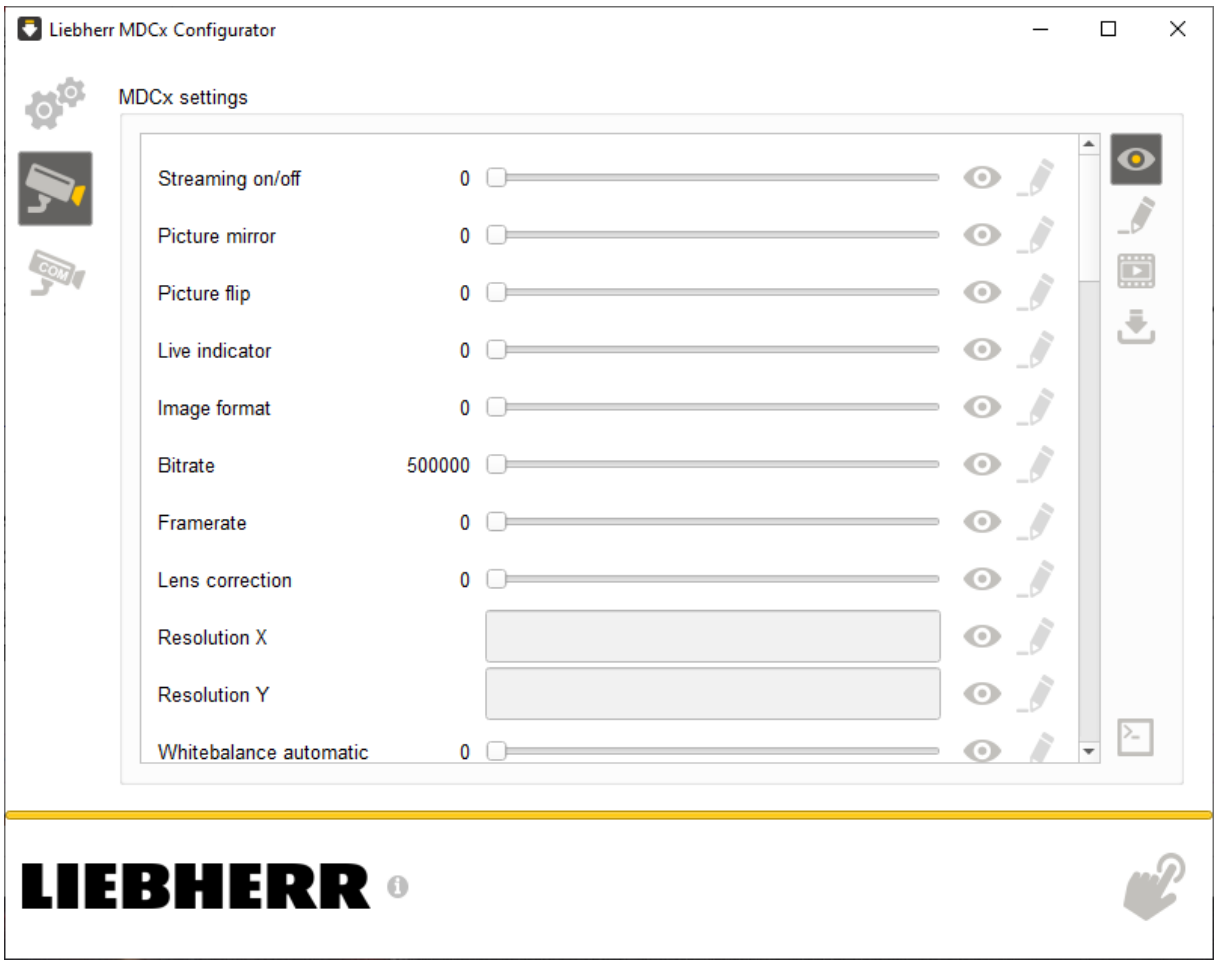 Liebherr MDCx Configurator
MDCx settings
Streaming on/off 0
Picture mirror 0
Picture flip 0
Live indicator 0
Image format 0
COM
Bitrate 500000
Framerate 0
Lens correction 0
Resolution X
Resolution Y
Whitebalance automatic 0
>_
LIEBHERR i